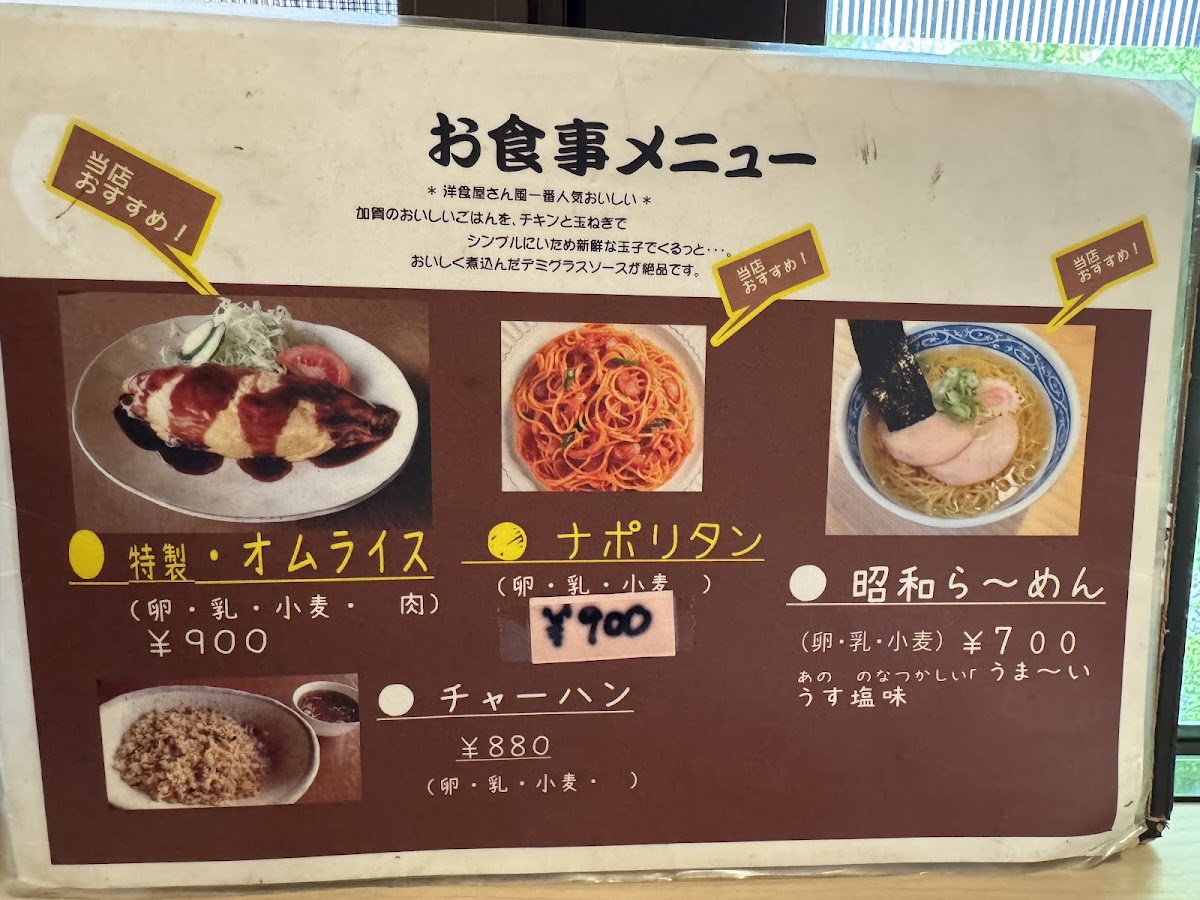 お食事メニュー
* 洋食屋さん風一番人気おいしい *
加賀のおいしいごはんを、チキンと玉ねぎで
シンプルにいため新鮮な玉子でくるっと･･･。
おいしく煮込んだデミグラスソースが絶品です。
当店
おすすめ！
当店
おすすめ！
当店
おすすめ！
特製・オムライス
（卵・乳・小麦・　肉）
￥900
ナポリタン
（卵・乳・小麦　）
￥900
昭和ら～めん
（卵・乳・小麦）￥700
あの　のなつかしい「うま～い
うす塩味
チャーハン
￥880
（卵・乳・小麦・　）